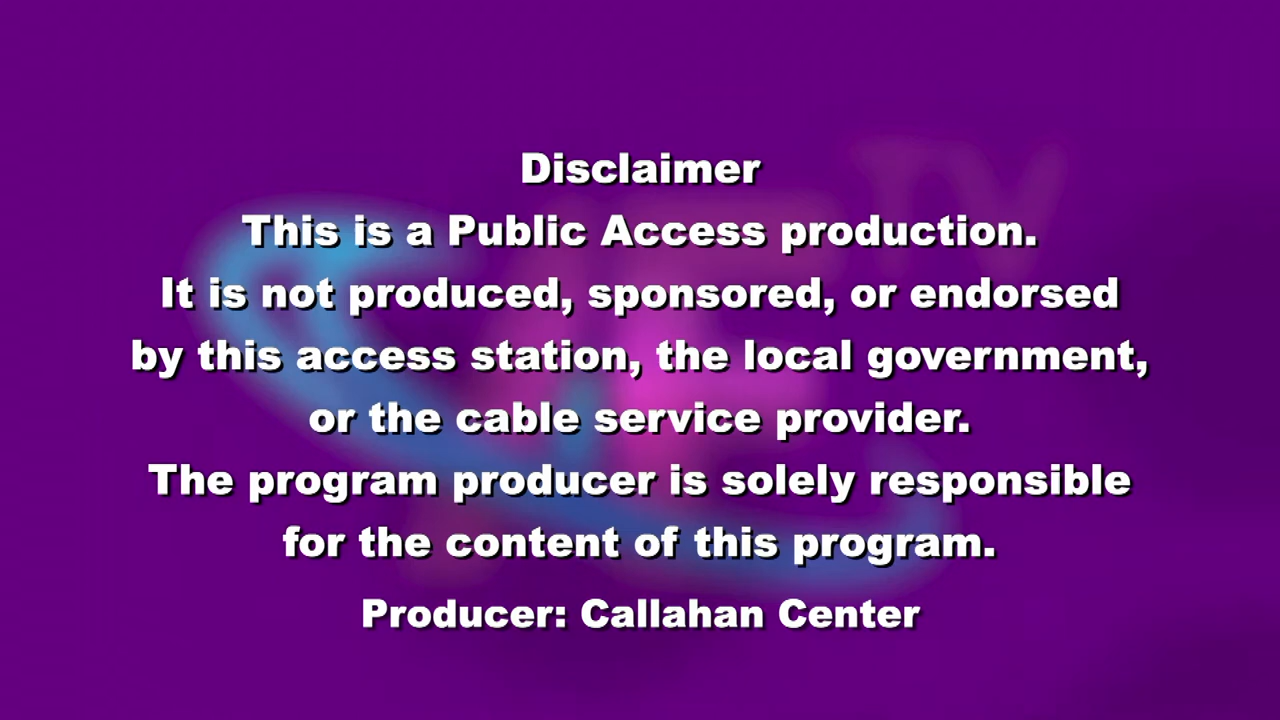 Disclaimer
This is a Public Access production.
It is not produced, sponsored, or endorsed
by this access station, the local government,
or the cable service provider.
The program producer is solely responsible
for the content of this program.
Producer: Callahan Center